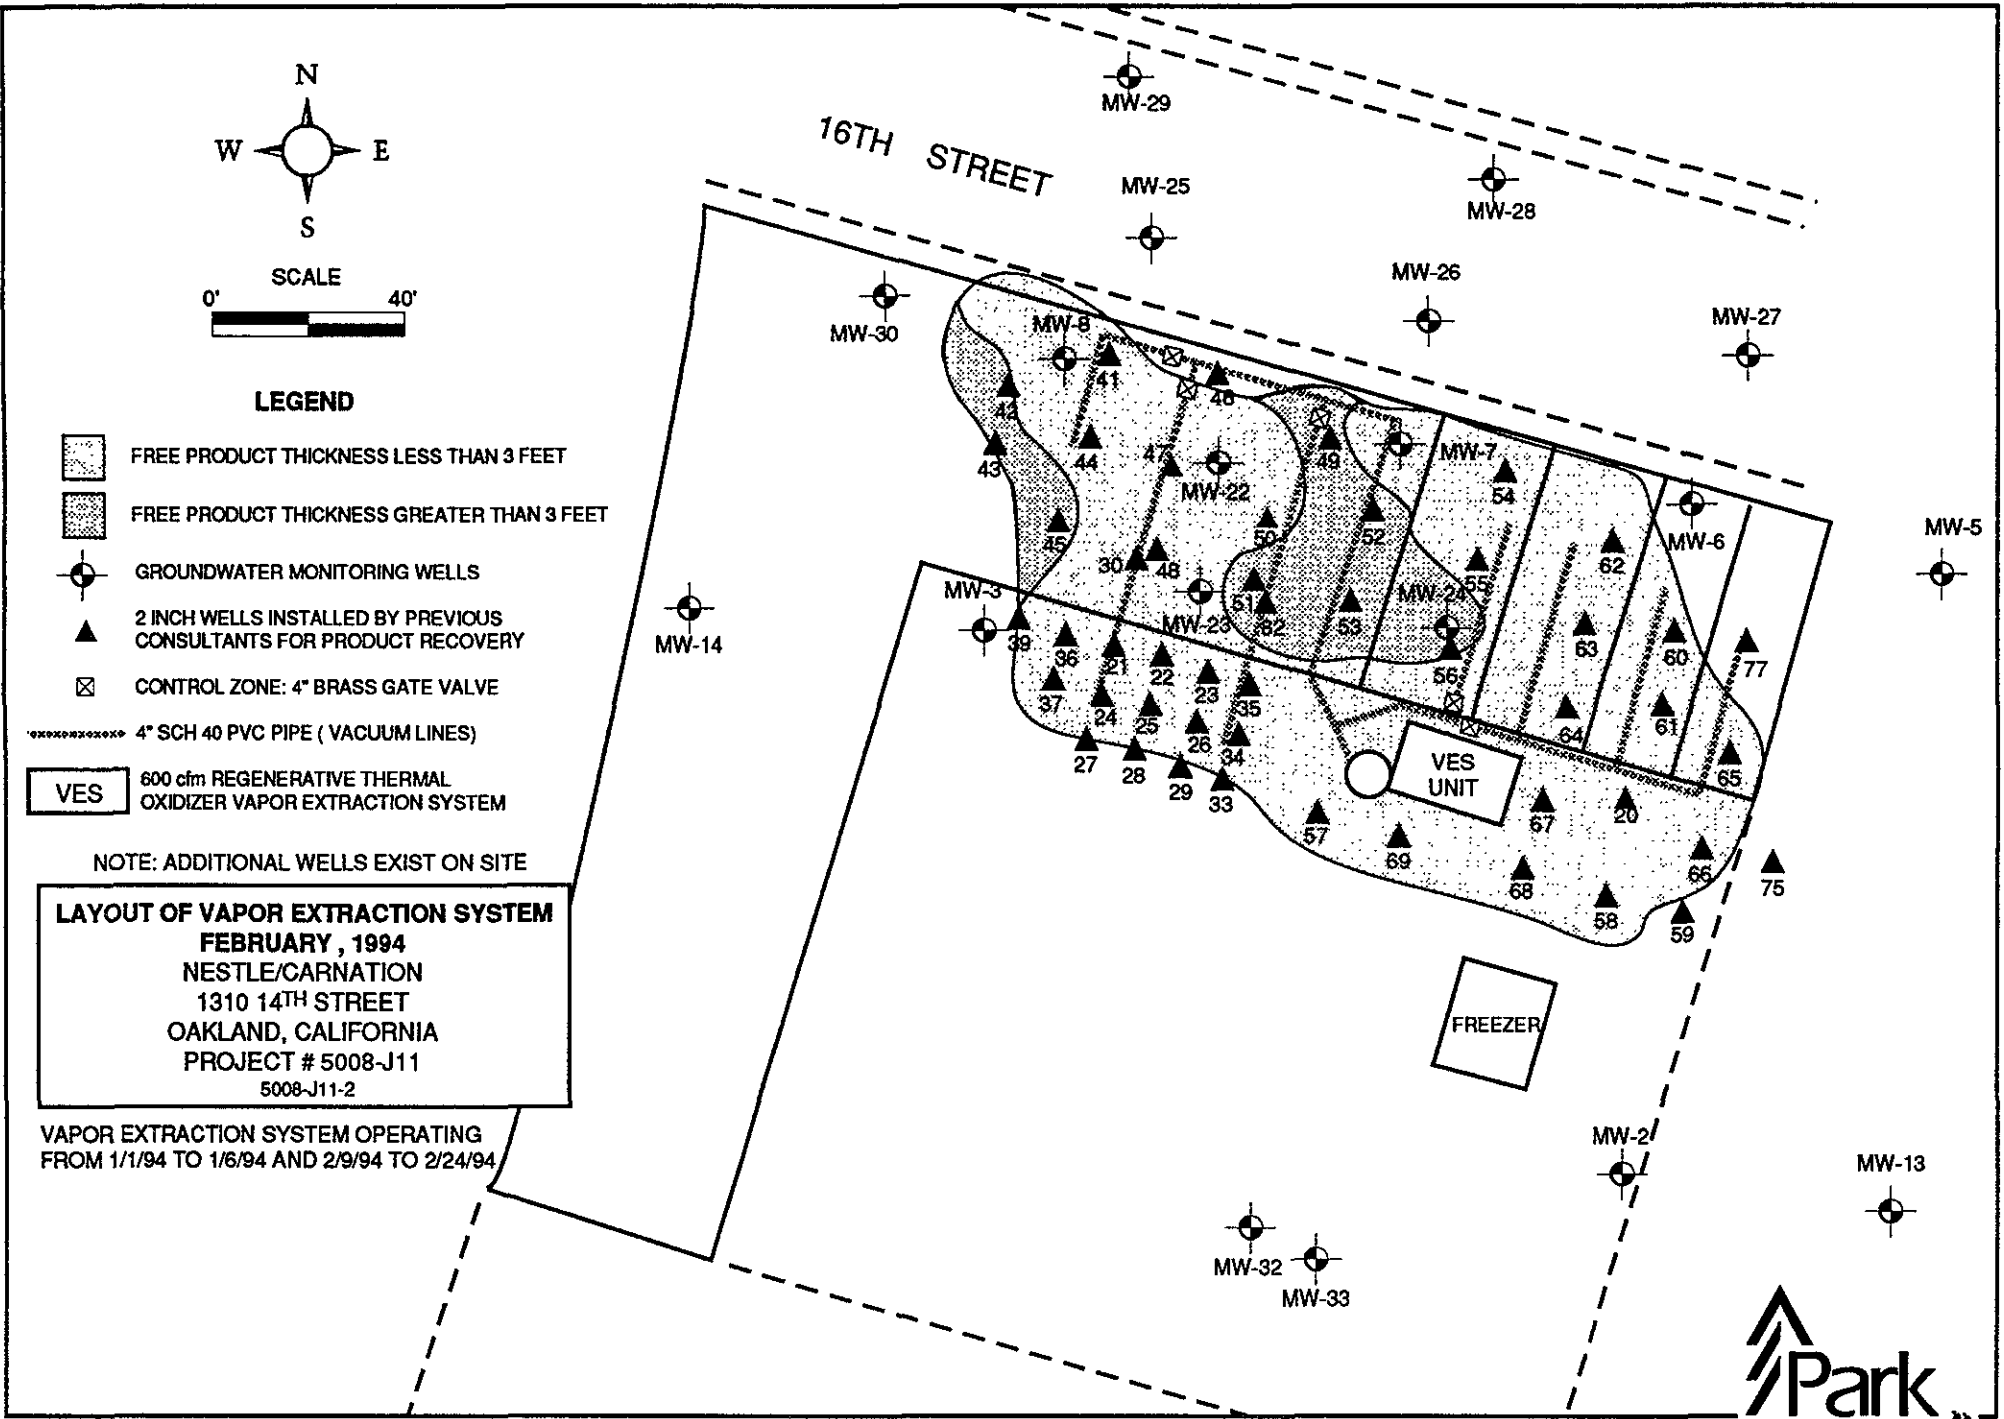 N
W E
S
SCALE
0' 40'
LEGEND
FREE PRODUCT THICKNESS LESS THAN 3 FEET
FREE PRODUCT THICKNESS GREATER THAN 3 FEET
GROUNDWATER MONITORING WELLS
2 INCH WELLS INSTALLED BY PREVIOUS
CONSULTANTS FOR PRODUCT RECOVERY
CONTROL ZONE: 4" BRASS GATE VALVE
4" SCH 40 PVC PIPE ( VACUUM LINES)
VES
600 cfm REGENERATIVE THERMAL
OXIDIZER VAPOR EXTRACTION SYSTEM
NOTE: ADDITIONAL WELLS EXIST ON SITE
LAYOUT OF VAPOR EXTRACTION SYSTEM
FEBRUARY , 1994
NESTLE/CARNATION
1310 14TH STREET
OAKLAND, CALIFORNIA
PROJECT # 5008-J11
5008-J11-2
VAPOR EXTRACTION SYSTEM OPERATING
FROM 1/1/94 TO 1/6/94 AND 2/9/94 TO 2/24/94
16TH STREET
MW-29
MW-25
MW-28
MW-26
MW-27
MW-30
MW-8
41
42
46
43
44
47
MW-22
49
MW-7
54
MW-6
MW-5
45
30
48
50
52
55
62
MW-3
MW-23
51
82
53
MW-24
56
63
60
77
MW-14
39
36
21
22
23
35
37
24
25
26
34
27
28
29
33
64
61
65
VES
UNIT
57
69
67
20
68
66
58
59
75
FREEZER
MW-2
MW-13
MW-32
MW-33
Park